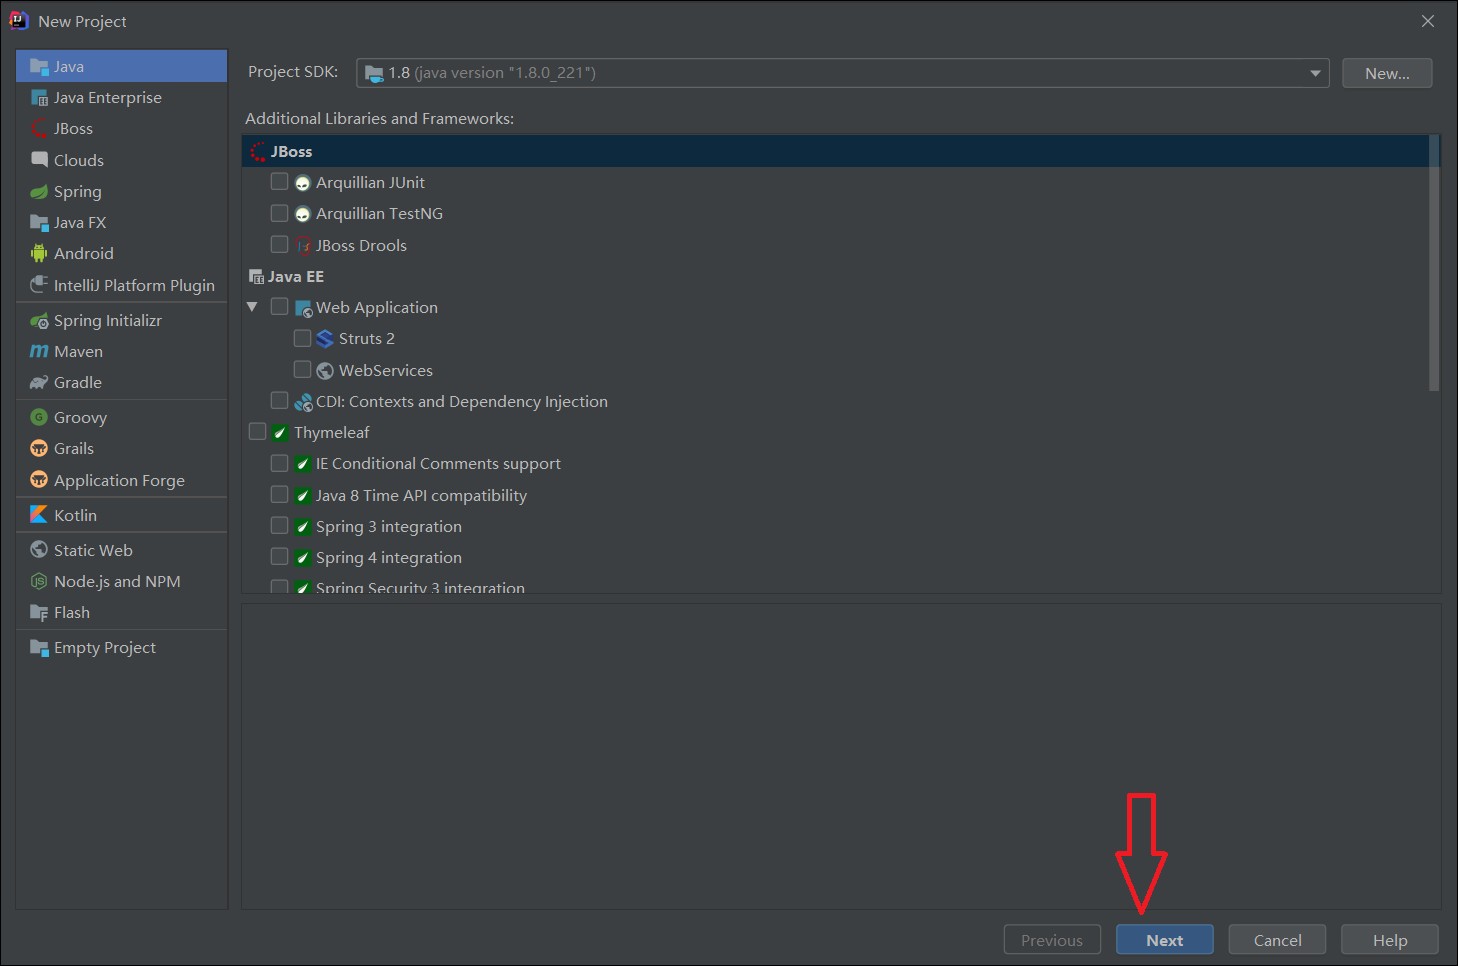 New Project
Java
Java Enterprise
JBoss
Clouds
Spring
Java FX
Android
IntelliJ Platform Plugin
Spring Initializr
Maven
Gradle
Groovy
Grails
Application Forge
Kotlin
Static Web
Node.js and NPM
Flash
Empty Project
Project SDK: 1.8 (java version "1.8.0_221") New...
Additional Libraries and Frameworks:
JBoss
Arquillian JUnit
Arquillian TestNG
JBoss Drools
Java EE
Web Application
Struts 2
WebServices
CDI: Contexts and Dependency Injection
Thymeleaf
IE Conditional Comments support
Java 8 Time API compatibility
Spring 3 integration
Spring 4 integration
Spring Security 3 integration
Previous Next Cancel Help